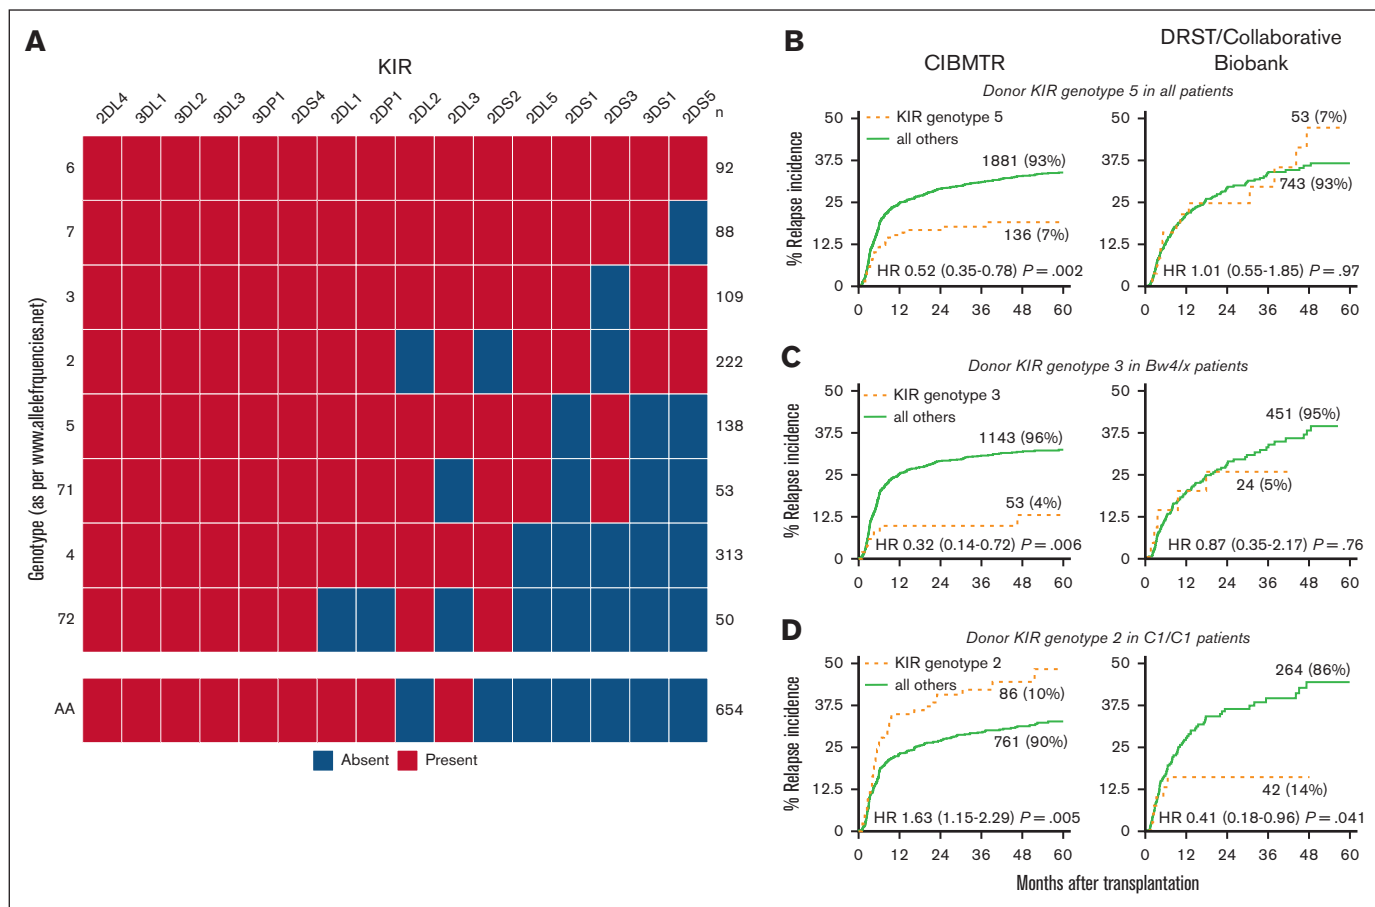 A
KIR
2DL4 3DL1 3DL2 3DL3 3DP1 2DS4 2DL1 2DP1 2DL2 2DL3 2DS2 2DL5 2DS1 2DS3 3DS1 2DS5 n
Genotype (as per www.allelefrquencies.net)
6 92
7 88
3 109
2 222
5 138
71 53
4 313
72 50
AA 654
Absent Present
B
CIBMTR
DRST/Collaborative
Biobank
Donor KIR genotype 5 in all patients
% Relapse incidence
50
37.5
25
12.5
0
KIR genotype 5
all others
1881 (93%)
136 (7%)
HR 0.52 (0.35-0.78) P = .002
0 12 24 36 48 60
50
37.5
25
12.5
0
53 (7%)
743 (93%)
HR 1.01 (0.55-1.85) P = .97
0 12 24 36 48 60
C
Donor KIR genotype 3 in Bw4/x patients
% Relapse incidence
50
37.5
25
12.5
0
KIR genotype 3
all others
1143 (96%)
53 (4%)
HR 0.32 (0.14-0.72) P = .006
0 12 24 36 48 60
50
37.5
25
12.5
0
451 (95%)
24 (5%)
HR 0.87 (0.35-2.17) P = .76
0 12 24 36 48 60
D
Donor KIR genotype 2 in C1/C1 patients
% Relapse incidence
50
37.5
25
12.5
0
KIR genotype 2
all others
86 (10%)
761 (90%)
HR 1.63 (1.15-2.29) P = .005
0 12 24 36 48 60
50
37.5
25
12.5
0
264 (86%)
42 (14%)
HR 0.41 (0.18-0.96) P = .041
0 12 24 36 48 60
Months after transplantation